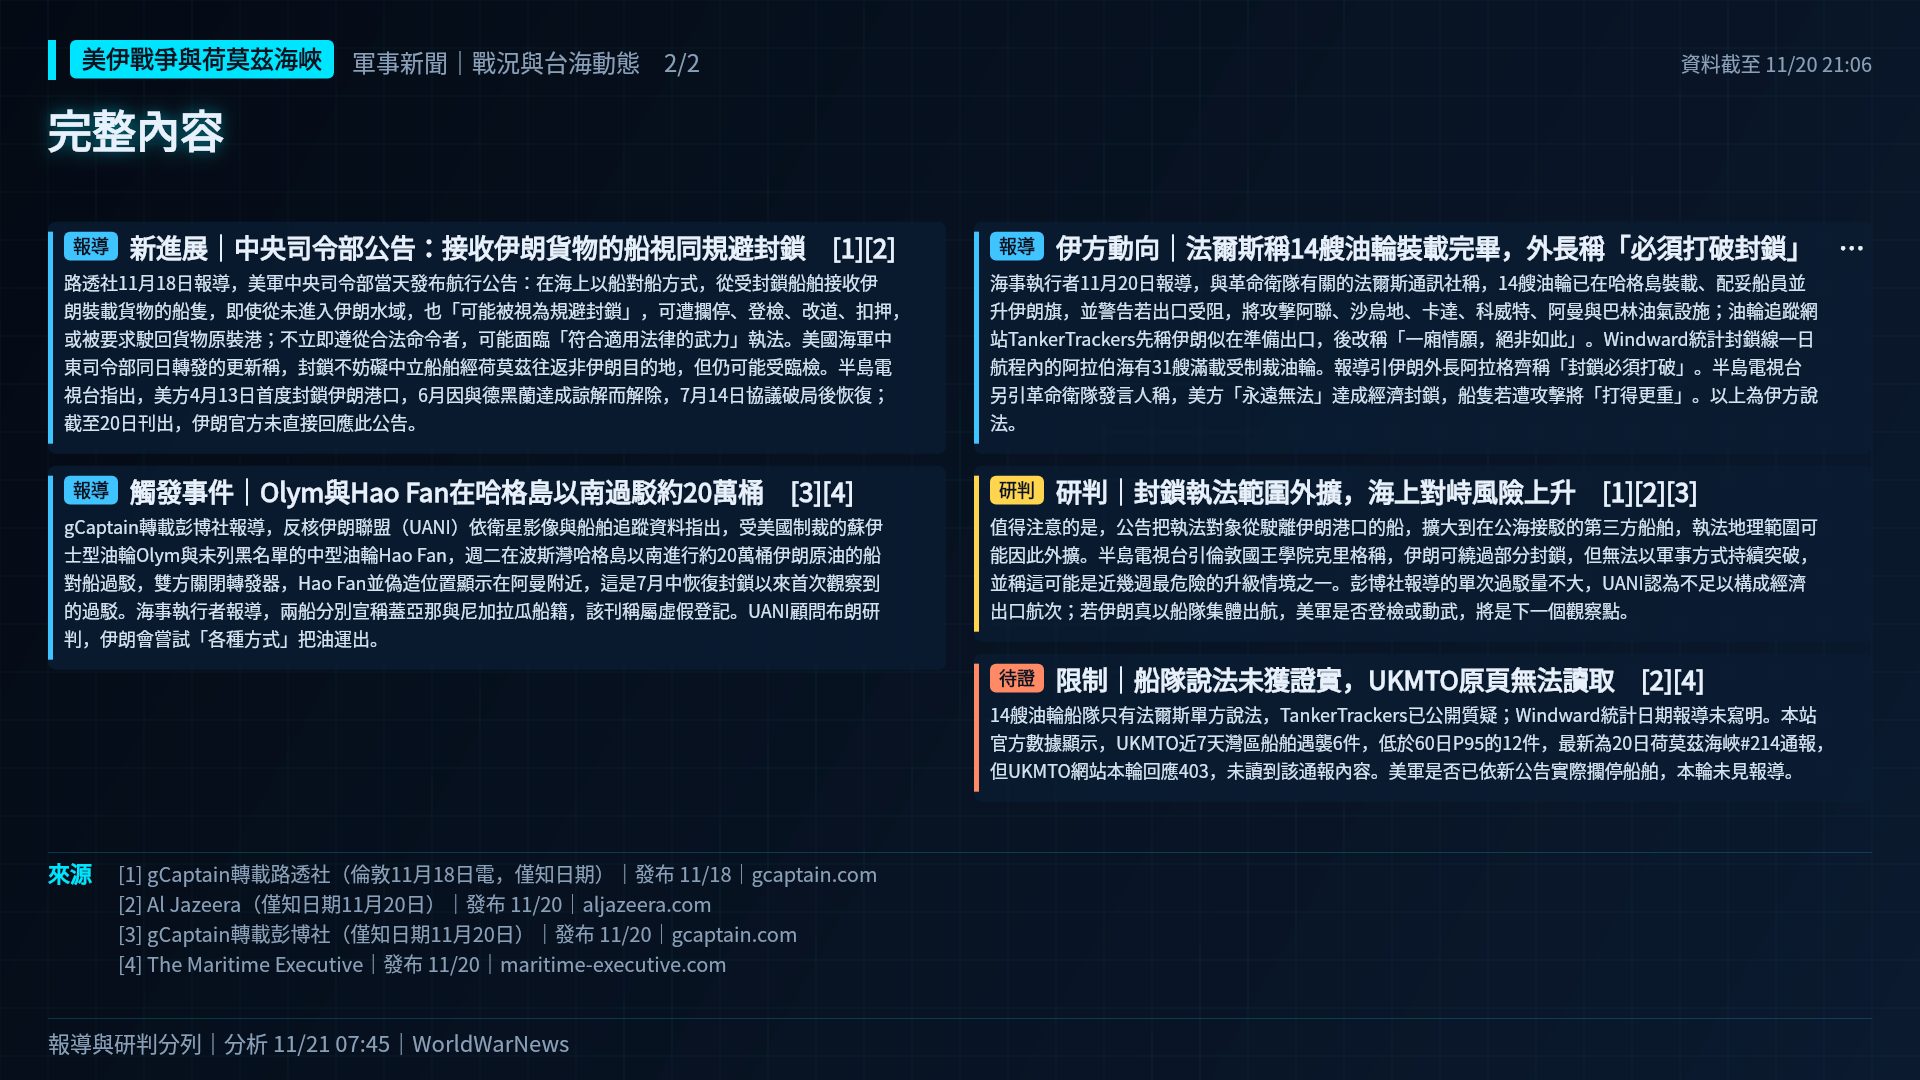 美伊戰爭與荷莫茲海峽 軍事新聞｜戰況與台海動態 2/2
資料截至 11/20 21:06
完整內容
報導 新進展｜中央司令部公告：接收伊朗貨物的船視同規避封鎖 [1][2]
路透社11月18日報導，美軍中央司令部當天發布航行公告：在海上以船對船方式，從受封鎖船舶接收伊
朗裝載貨物的船隻，即使從未進入伊朗水域，也「可能被視為規避封鎖」，可遭攔停、登檢、改道、扣押，
或被要求駛回貨物原裝港；不立即遵從合法命令者，可能面臨「符合適用法律的武力」執法。美國海軍中
東司令部同日轉發的更新稱，封鎖不妨礙中立船舶經荷莫茲往返非伊朗目的地，但仍可能受臨檢。半島電
視台指出，美方4月13日首度封鎖伊朗港口，6月因與德黑蘭達成諒解而解除，7月14日協議破局後恢復；
截至20日刊出，伊朗官方未直接回應此公告。
報導 觸發事件｜Olym與Hao Fan在哈格島以南過駁約20萬桶 [3][4]
gCaptain轉載彭博社報導，反核伊朗聯盟（UANI）依衛星影像與船舶追蹤資料指出，受美國制裁的蘇伊
士型油輪Olym與未列黑名單的中型油輪Hao Fan，週二在波斯灣哈格島以南進行約20萬桶伊朗原油的船
對船過駁，雙方關閉轉發器，Hao Fan並偽造位置顯示在阿曼附近，這是7月中恢復封鎖以來首次觀察到
的過駁。海事執行者報導，兩船分別宣稱蓋亞那與尼加拉瓜船籍，該刊稱屬虛假登記。UANI顧問布朗研
判，伊朗會嘗試「各種方式」把油運出。
報導 伊方動向｜法爾斯稱14艘油輪裝載完畢，外長稱「必須打破封鎖」 …
海事執行者11月20日報導，與革命衛隊有關的法爾斯通訊社稱，14艘油輪已在哈格島裝載、配妥船員並
升伊朗旗，並警告若出口受阻，將攻擊阿聯、沙烏地、卡達、科威特、阿曼與巴林油氣設施；油輪追蹤網
站TankerTrackers先稱伊朗似在準備出口，後改稱「一廂情願，絕非如此」。Windward統計封鎖線一日
航程內的阿拉伯海有31艘滿載受制裁油輪。報導引伊朗外長阿拉格齊稱「封鎖必須打破」。半島電視台
另引革命衛隊發言人稱，美方「永遠無法」達成經濟封鎖，船隻若遭攻擊將「打得更重」。以上為伊方說
法。
研判 研判｜封鎖執法範圍外擴，海上對峙風險上升 [1][2][3]
值得注意的是，公告把執法對象從駛離伊朗港口的船，擴大到在公海接駁的第三方船舶，執法地理範圍可
能因此外擴。半島電視台引倫敦國王學院克里格稱，伊朗可繞過部分封鎖，但無法以軍事方式持續突破，
並稱這可能是近幾週最危險的升級情境之一。彭博社報導的單次過駁量不大，UANI認為不足以構成經濟
出口航次；若伊朗真以船隊集體出航，美軍是否登檢或動武，將是下一個觀察點。
待證 限制｜船隊說法未獲證實，UKMTO原頁無法讀取 [2][4]
14艘油輪船隊只有法爾斯單方說法，TankerTrackers已公開質疑；Windward統計日期報導未寫明。本站
官方數據顯示，UKMTO近7天灣區船舶遇襲6件，低於60日P95的12件，最新為20日荷莫茲海峽#214通報，
但UKMTO網站本輪回應403，未讀到該通報內容。美軍是否已依新公告實際攔停船舶，本輪未見報導。
來源 [1] gCaptain轉載路透社（倫敦11月18日電，僅知日期）｜發布 11/18｜gcaptain.com
[2] Al Jazeera（僅知日期11月20日）｜發布 11/20｜aljazeera.com
[3] gCaptain轉載彭博社（僅知日期11月20日）｜發布 11/20｜gcaptain.com
[4] The Maritime Executive｜發布 11/20｜maritime-executive.com
報導與研判分列｜分析 11/21 07:45｜WorldWarNews